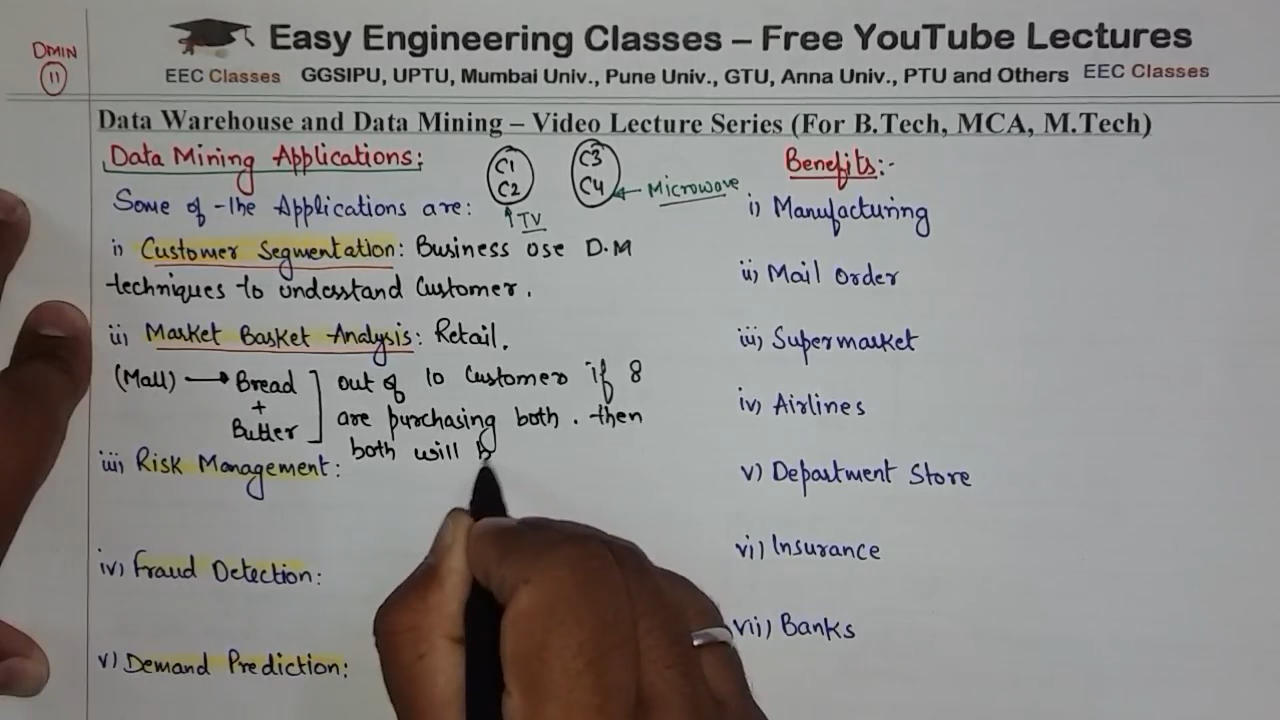 DMIN
11
Easy Engineering Classes – Free YouTube Lectures
EEC Classes GGSIPU, UPTU, Mumbai Univ., Pune Univ., GTU, Anna Univ., PTU and Others EEC Classes
Data Warehouse and Data Mining – Video Lecture Series (For B.Tech, MCA, M.Tech)
Data Mining Applications:
C1
C2
TV
C3
C4
Microwave
Some of the Applications are:
i) Customer Segmentation: Business use D.M
techniques to understand Customer.
ii) Market Basket Analysis: Retail.
(Mall) → Bread
+
Butter
out of 10 Customer if 8
are purchasing both. then
both will b
iii) Risk Management:
iv) Fraud Detection:
v) Demand Prediction:
Benefits:-
i) Manufacturing
ii) Mail Order
iii) Supermarket
iv) Airlines
v) Department Store
vi) Insurance
vii) Banks